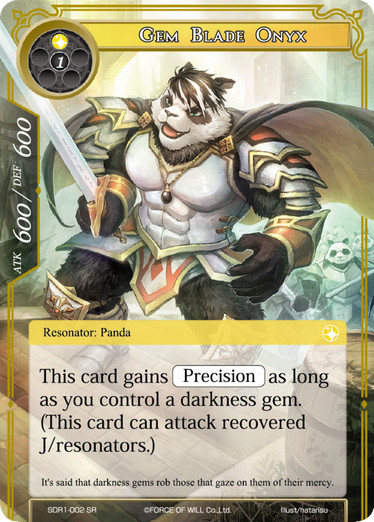 Gem Blade Onyx
1
ATK 600 / DEF 600
Resonator: Panda
This card gains Precision as long
as you control a darkness gem.
(This card can attack recovered
J/resonators.)
It's said that darkness gems rob those that gaze on them of their mercy.
SDR1-002 SR ©FORCE OF WILL Co.,Ltd. Illust/hatarisu